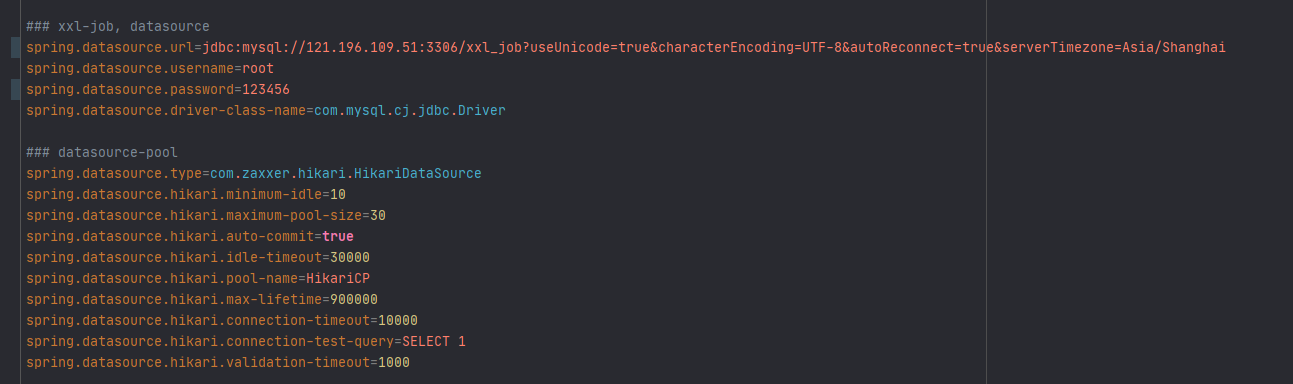 ### xxl-job, datasource
spring.datasource.url=jdbc:mysql://121.196.109.51:3306/xxl_job?useUnicode=true&characterEncoding=UTF-8&autoReconnect=true&serverTimezone=Asia/Shanghai
spring.datasource.username=root
spring.datasource.password=123456
spring.datasource.driver-class-name=com.mysql.cj.jdbc.Driver
### datasource-pool
spring.datasource.type=com.zaxxer.hikari.HikariDataSource
spring.datasource.hikari.minimum-idle=10
spring.datasource.hikari.maximum-pool-size=30
spring.datasource.hikari.auto-commit=true
spring.datasource.hikari.idle-timeout=30000
spring.datasource.hikari.pool-name=HikariCP
spring.datasource.hikari.max-lifetime=900000
spring.datasource.hikari.connection-timeout=10000
spring.datasource.hikari.connection-test-query=SELECT 1
spring.datasource.hikari.validation-timeout=1000